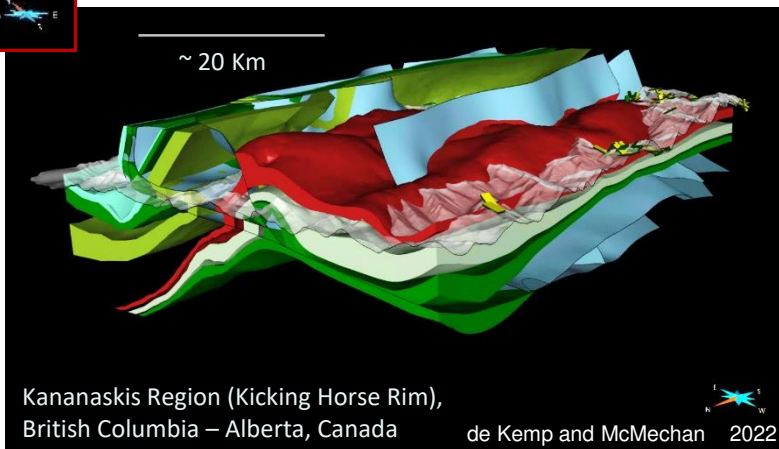 E
~ 20 Km
Kananaskis Region (Kicking Horse Rim),
British Columbia – Alberta, Canada
de Kemp and McMechan 2022
E
S
N
W